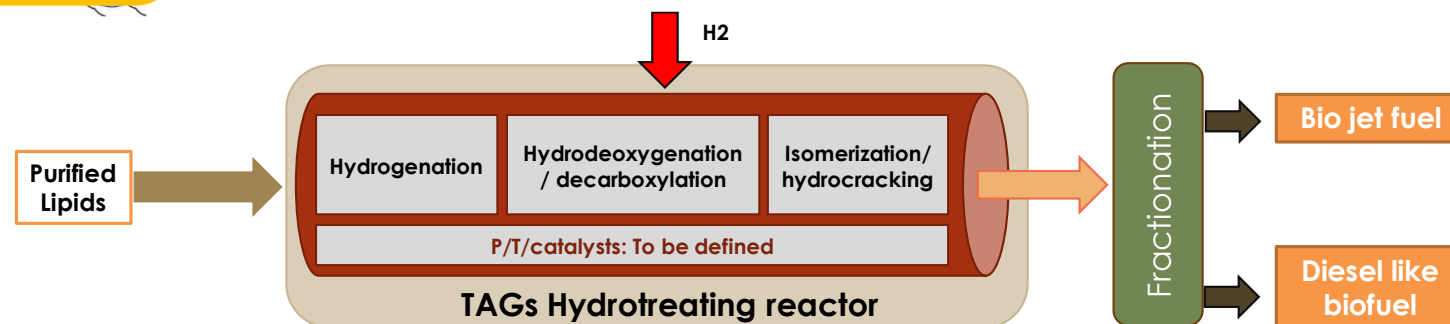 H2
Purified
Lipids
Hydrogenation
Hydrodeoxygenation
/ decarboxylation
Isomerization/
hydrocracking
P/T/catalysts: To be defined
TAGs Hydrotreating reactor
Fractionation
Bio jet fuel
Diesel like
biofuel